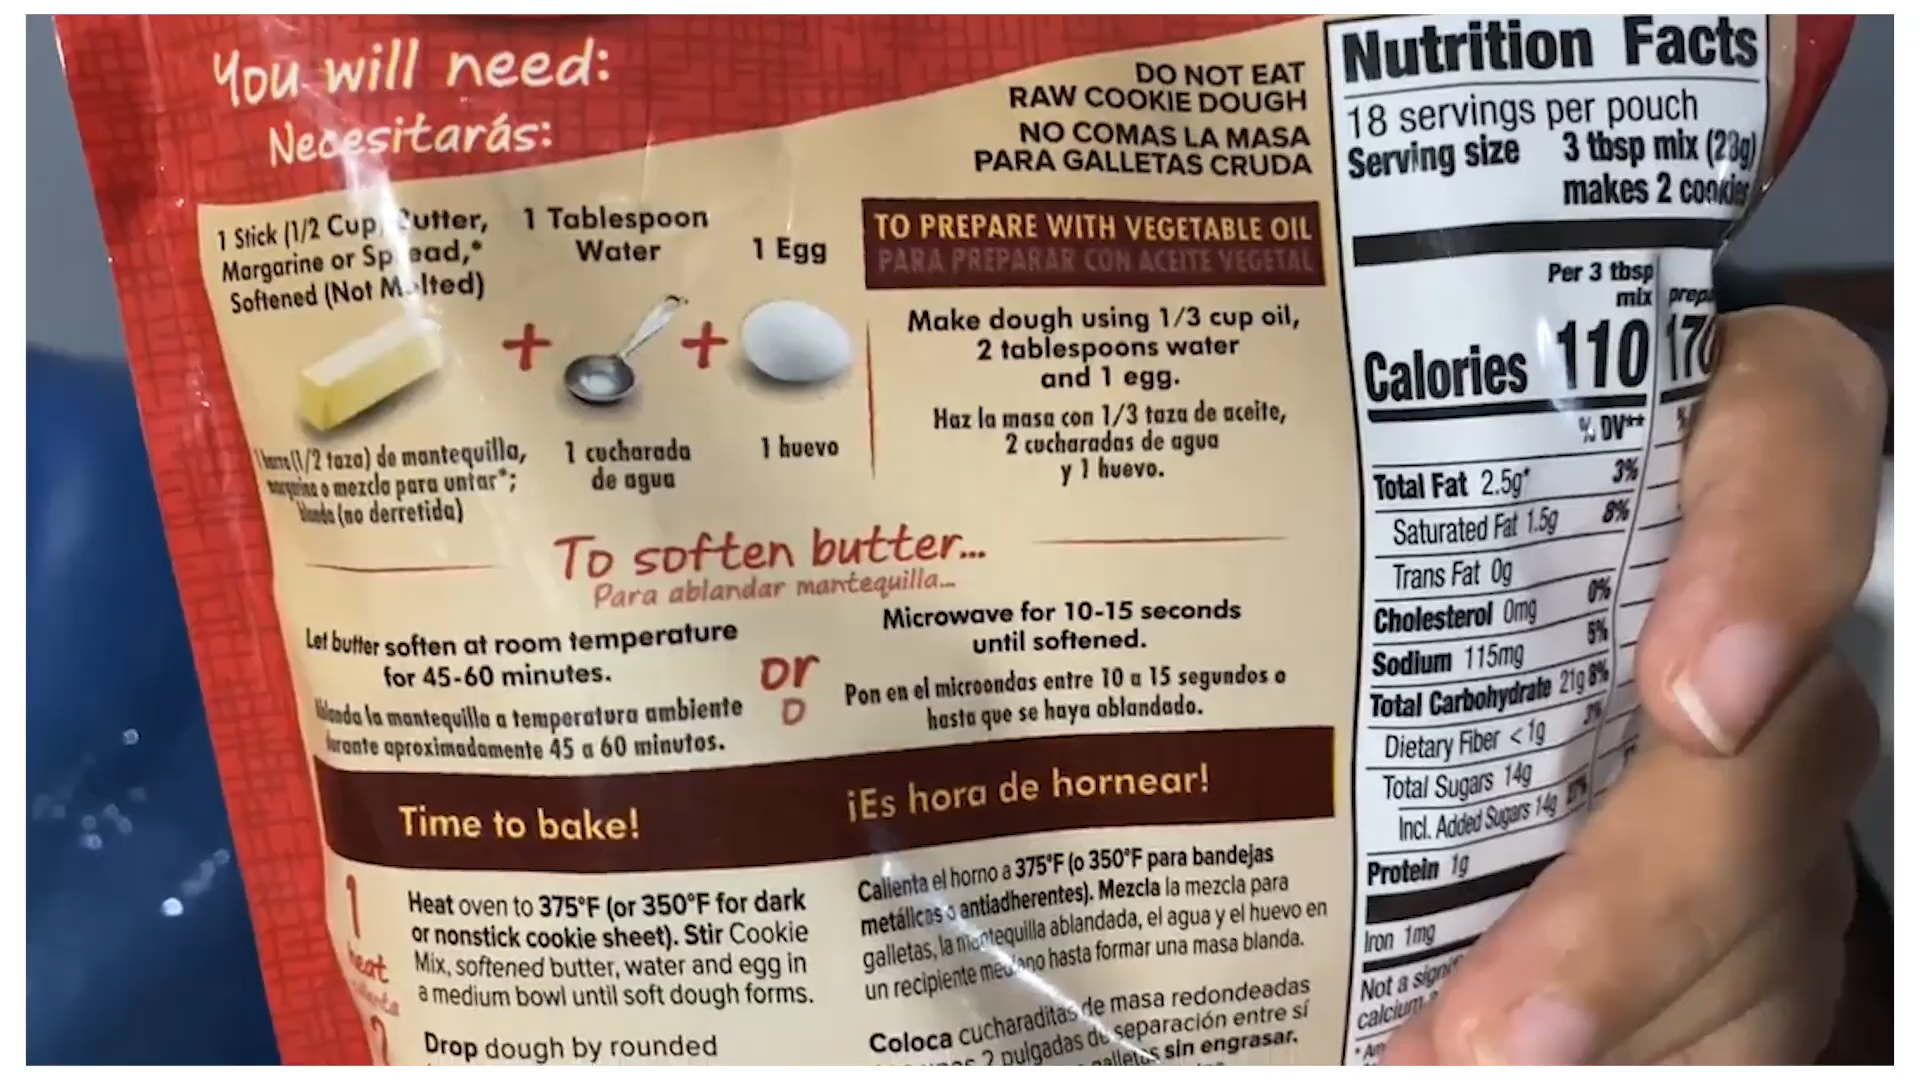 You will need:
Necesitarás:
DO NOT EAT
RAW COOKIE DOUGH
NO COMAS LA MASA
PARA GALLETAS CRUDA
1 Stick (1/2 Cup) Butter,
Margarine or Spread,*
Softened (Not Melted)
1 Tablespoon
Water
1 Egg
1 barra (1/2 taza) de mantequilla,
margarina o mezcla para untar*;
blanda (no derretida)
1 cucharada
de agua
1 huevo
TO PREPARE WITH VEGETABLE OIL
PARA PREPARAR CON ACEITE VEGETAL
Make dough using 1/3 cup oil,
2 tablespoons water
and 1 egg.
Haz la masa con 1/3 taza de aceite,
2 cucharadas de agua
y 1 huevo.
To soften butter...
Para ablandar mantequilla...
Let butter soften at room temperature
for 45-60 minutes.
Ablanda la mantequilla a temperatura ambiente
durante aproximadamente 45 a 60 minutos.
or
O
Microwave for 10-15 seconds
until softened.
Pon en el microondas entre 10 a 15 segundos o
hasta que se haya ablandado.
Time to bake!
¡Es hora de hornear!
1
heat
Heat oven to 375°F (or 350°F for dark
or nonstick cookie sheet). Stir Cookie
Mix, softened butter, water and egg in
a medium bowl until soft dough forms.
2
Drop dough by rounded
Calienta el horno a 375°F (o 350°F para bandejas
metálicas o antiadherentes). Mezcla la mezcla para
galletas, la mantequilla ablandada, el agua y el huevo en
un recipiente mediano hasta formar una masa blanda.
Coloca cucharaditas de masa redondeadas
2 pulgadas de separación entre sí
galletas sin engrasar.
Nutrition Facts
18 servings per pouch
Serving size 3 tbsp mix (28g)
makes 2 cookies
Per 3 tbsp
mix prep
Calories 110 170
% DV**
Total Fat 2.5g* 3%
Saturated Fat 1.5g 8%
Trans Fat 0g
Cholesterol 0mg 0%
Sodium 115mg 5%
Total Carbohydrate 21g 8%
Dietary Fiber <1g
Total Sugars 14g
Incl. Added Sugars 14g
Protein 1g
Iron 1mg
Not a
calcium